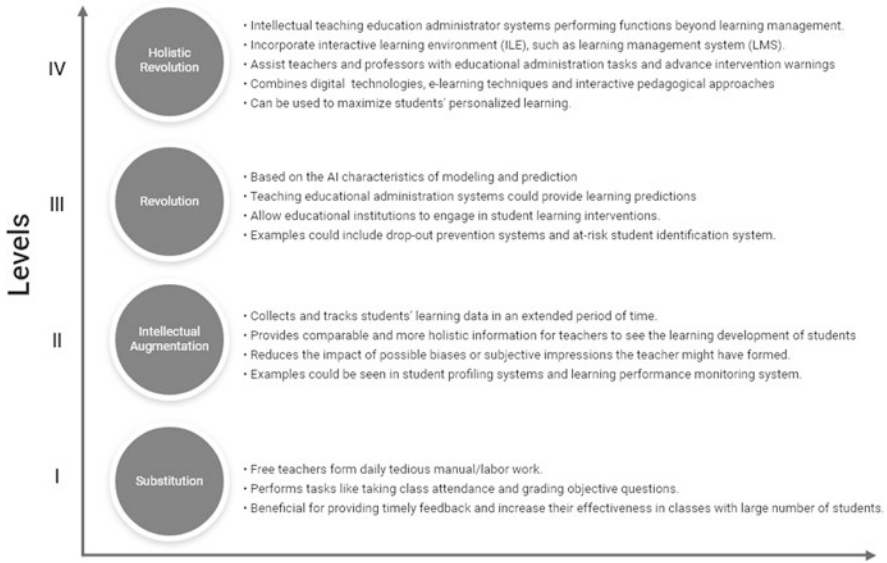 Levels
IV
Holistic
Revolution
• Intellectual teaching education administrator systems performing functions beyond learning management.
• Incorporate interactive learning environment (ILE), such as learning management system (LMS).
• Assist teachers and professors with educational administration tasks and advance intervention warnings
• Combines digital technologies, e-learning techniques and interactive pedagogical approaches
• Can be used to maximize students' personalized learning.
III
Revolution
• Based on the AI characteristics of modeling and prediction
• Teaching educational administration systems could provide learning predictions
• Allow educational institutions to engage in student learning interventions.
• Examples could include drop-out prevention systems and at-risk student identification system.
II
Intellectual
Augmentation
• Collects and tracks students' learning data in an extended period of time.
• Provides comparable and more holistic information for teachers to see the learning development of students
• Reduces the impact of possible biases or subjective impressions the teacher might have formed.
• Examples could be seen in student profiling systems and learning performance monitoring system.
I
Substitution
• Free teachers form daily tedious manual/labor work.
• Performs tasks like taking class attendance and grading objective questions.
• Beneficial for providing timely feedback and increase their effectiveness in classes with large number of students.